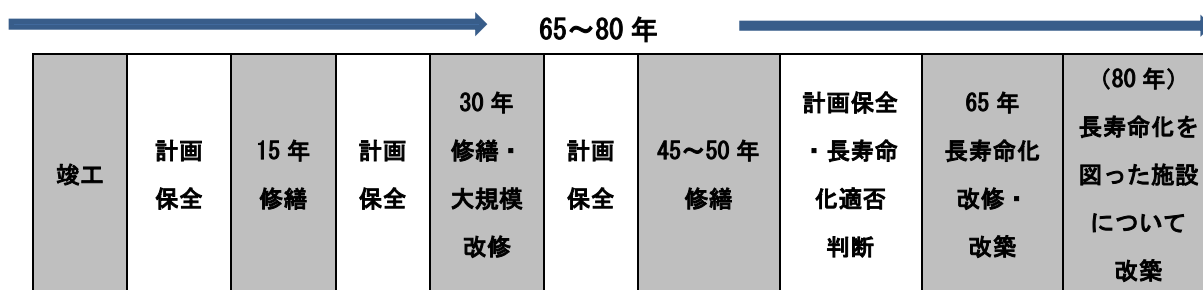 65～80 年
竣工
計画
保全
15 年
修繕
計画
保全
30 年
修繕・
大規模
改修
計画
保全
45～50 年
修繕
計画保全
・長寿命
化適否
判断
65 年
長寿命化
改修・
改築
(80 年)
長寿命化を
図った施設
について
改築